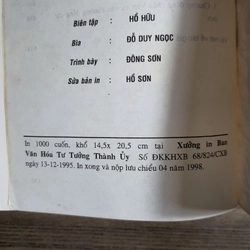 Biên tập : HỒ HỮU
Bìa : ĐỖ DUY NGỌC
Trình bày : ĐÔNG SƠN
Sửa bản in : HỒ SƠN
In 1000 cuốn, khổ 14,5x 20,5 cm tại Xưởng in Ban
Văn Hóa Tư Tưởng Thành Ủy Số ĐKKHXB 68/824/CXB
ngày 13-12-1995. In xong và nộp lưu chiểu 04 năm 1998.